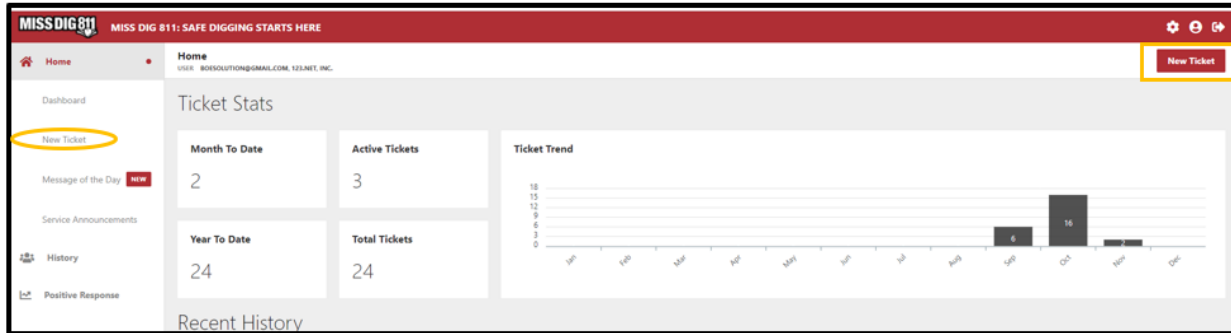 MISSDIG811 MISS DIG 811: SAFE DIGGING STARTS HERE
Home
Home
USER BOESOLUTION@GMAIL.COM, 123.NET, INC.
New Ticket
Dashboard
New Ticket
Message of the Day NEW
Service Announcements
History
Positive Response
Ticket Stats
Month To Date
2
Active Tickets
3
Year To Date
24
Total Tickets
24
Ticket Trend
18
15
12
9
6
3
0
6
16
2
Jan Feb Mar Apr May Jun Jul Aug Sep Oct Nov Dec
Recent History